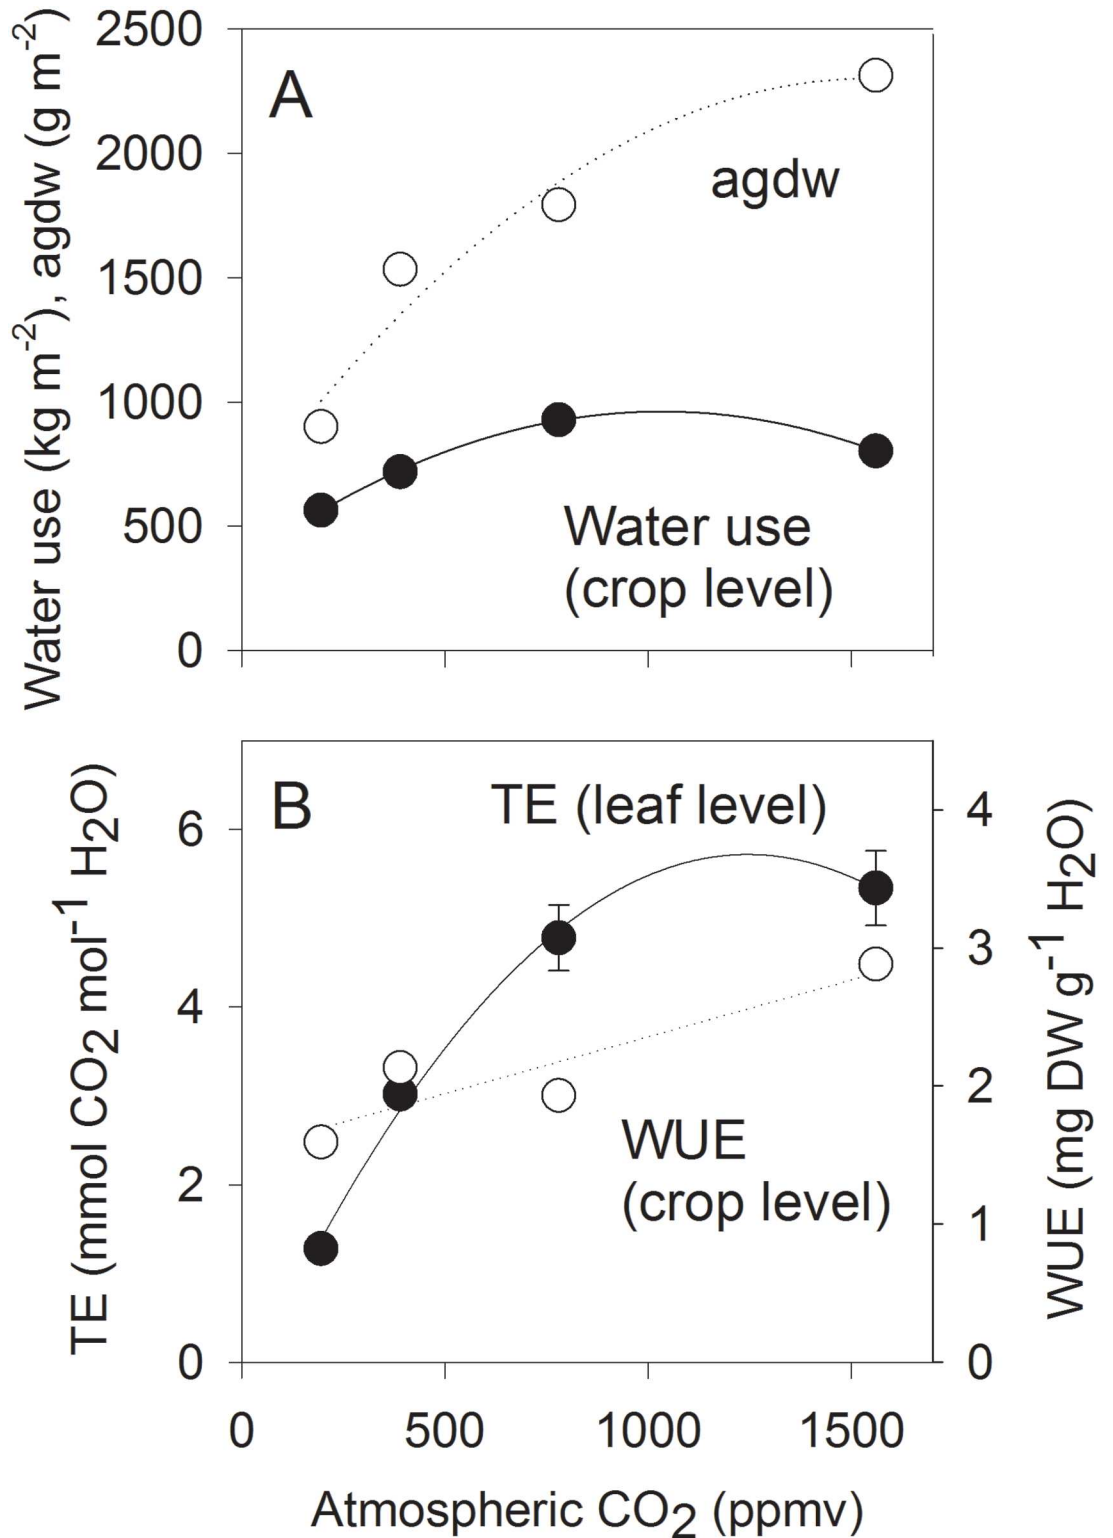 Water use (kg m-2), agdw (g m-2)
2500
2000
1500
1000
500
0
A
agdw
Water use
(crop level)
TE (mmol CO2 mol-1 H2O)
6
4
2
0
B
TE (leaf level)
WUE
(crop level)
4
3
2
1
0
WUE (mg DW g-1 H2O)
0 500 1000 1500
Atmospheric CO2 (ppmv)